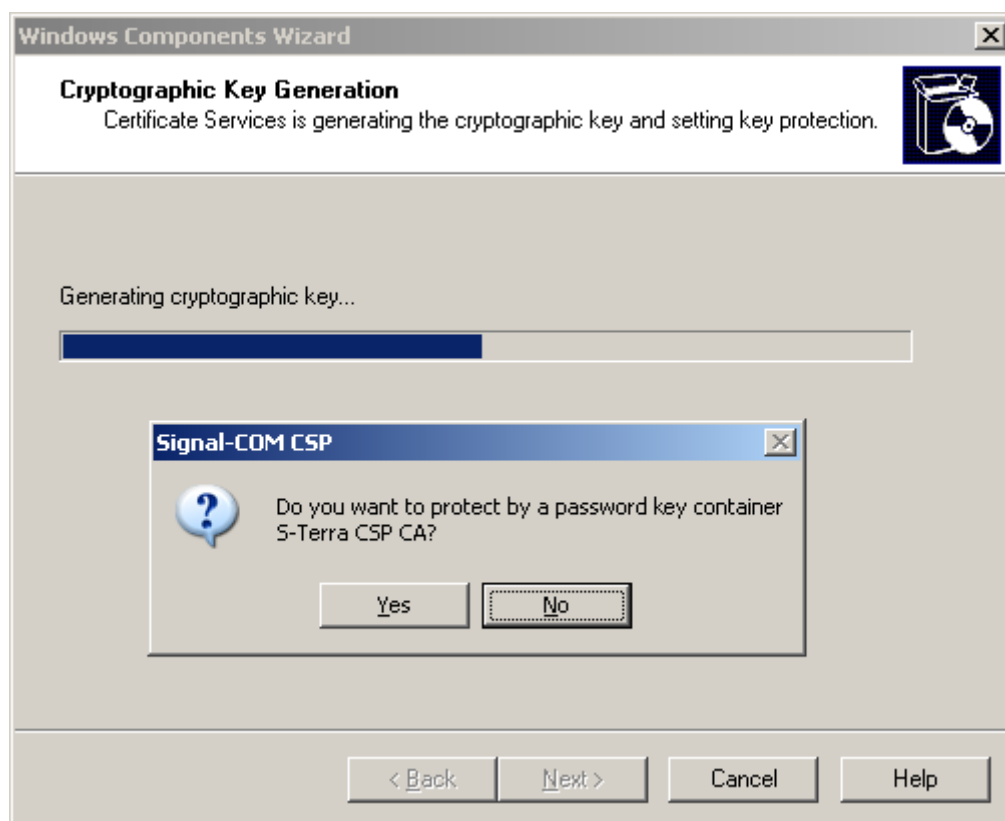 Windows Components Wizard
Cryptographic Key Generation
Certificate Services is generating the cryptographic key and setting key protection.
Generating cryptographic key...
Signal-COM CSP
Do you want to protect by a password key container
S-Terra CSP CA?
Yes
No
< Back
Next >
Cancel
Help